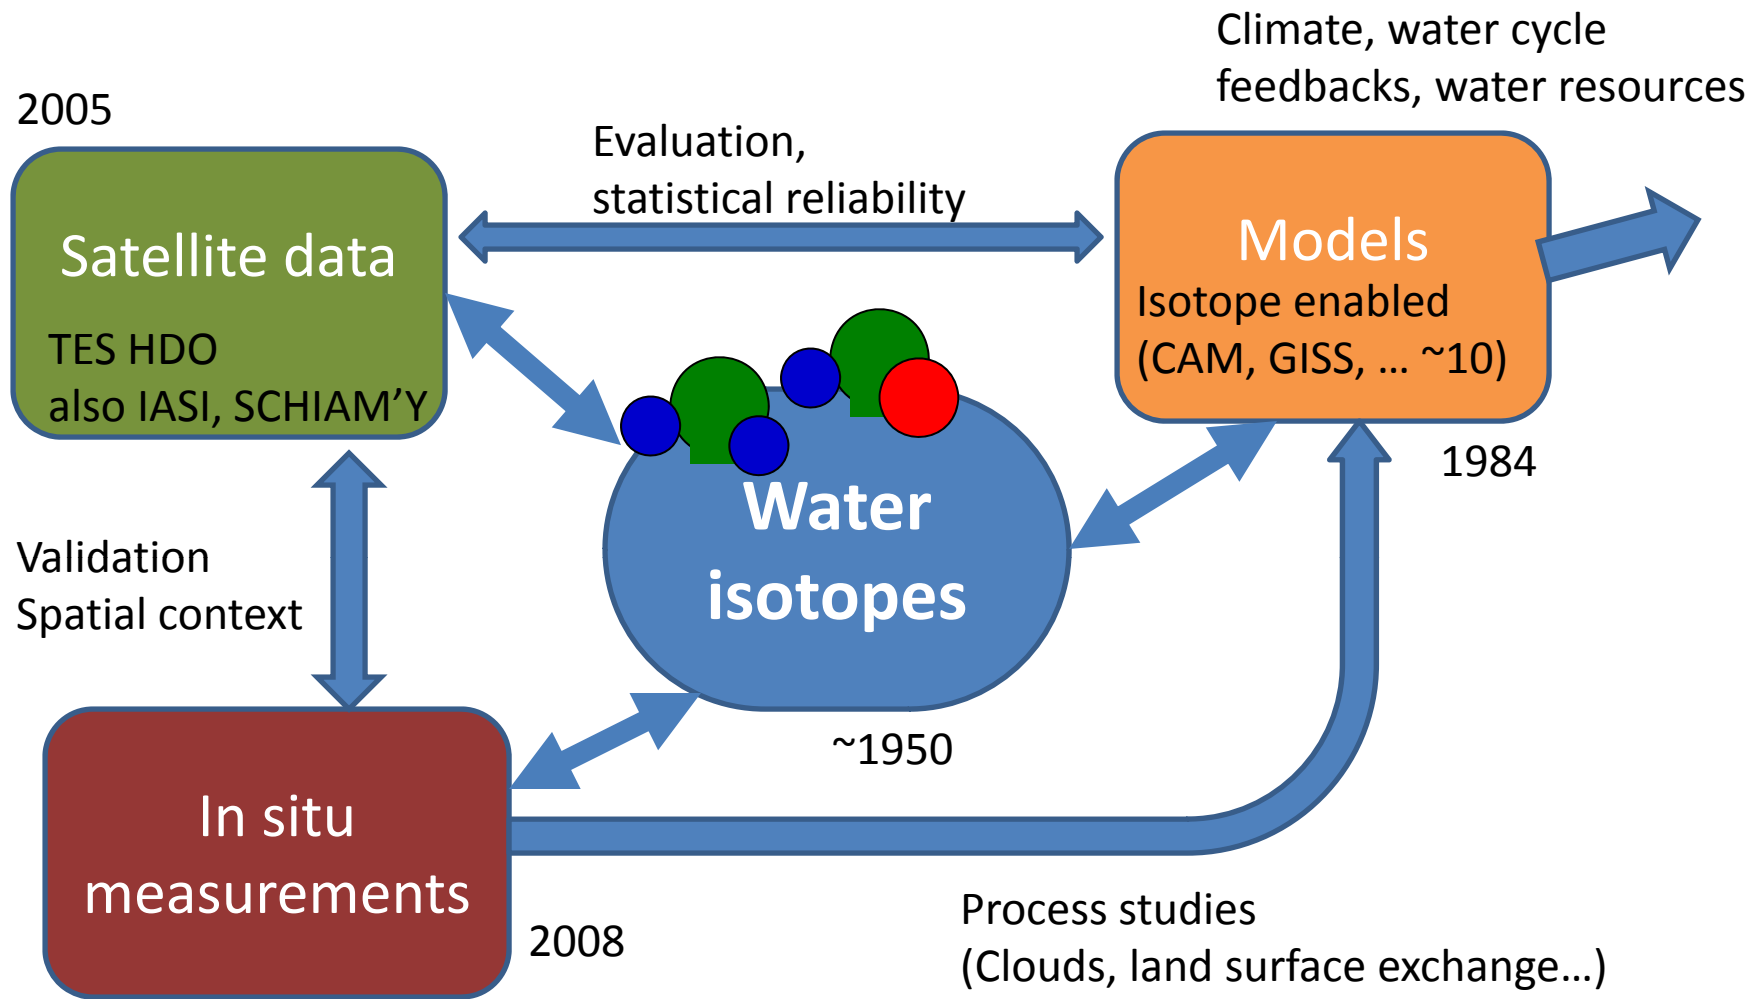 Climate, water cycle
feedbacks, water resources
2005
Evaluation,
statistical reliability
Satellite data
TES HDO
also IASI, SCHIAM’Y
Models
Isotope enabled
(CAM, GISS, … ~10)
1984
Water
isotopes
~1950
Validation
Spatial context
In situ
measurements
2008
Process studies
(Clouds, land surface exchange…)